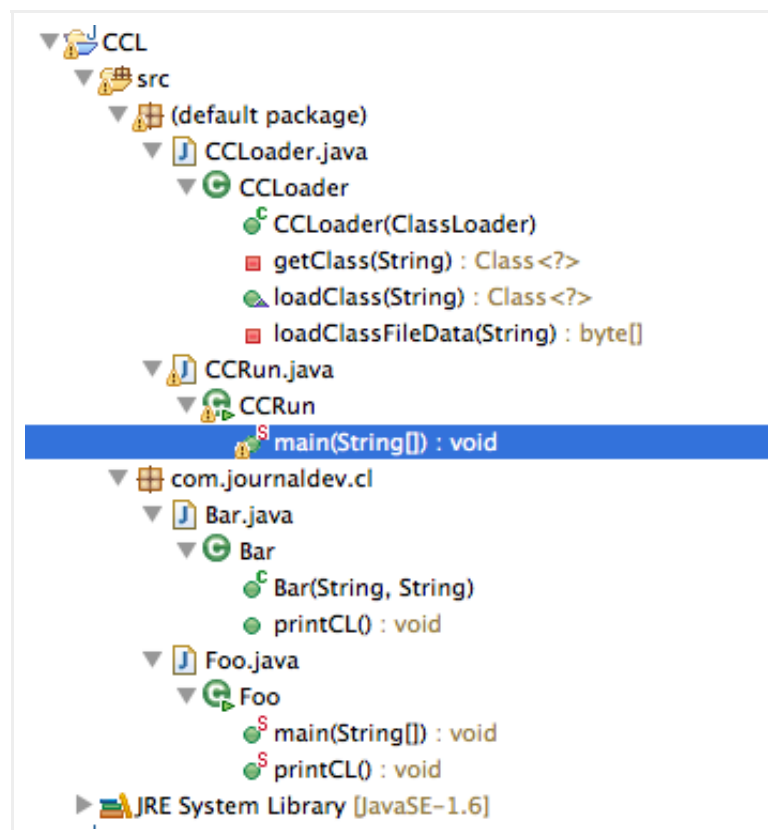 CCL
src
(default package)
CCLoader.java
CCLoader
CCLoader(ClassLoader)
getClass(String) : Class<?>
loadClass(String) : Class<?>
loadClassFileData(String) : byte[]
CCRun.java
CCRun
main(String[]) : void
com.journaldev.cl
Bar.java
Bar
Bar(String, String)
printCL() : void
Foo.java
Foo
main(String[]) : void
printCL() : void
JRE System Library [JavaSE-1.6]